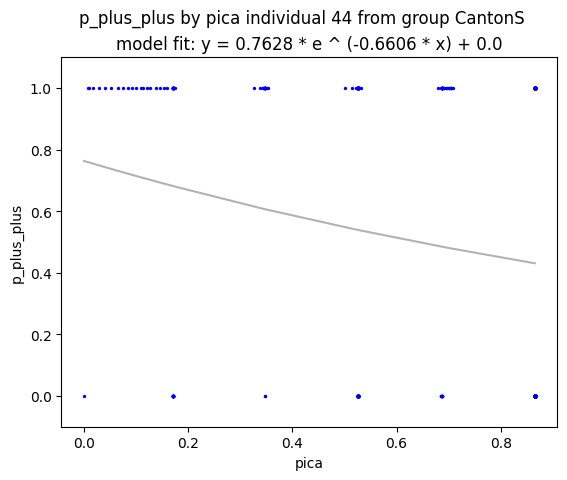 p_plus_plus by pica individual 44 from group CantonS
model fit: y = 0.7628 * e ^ (-0.6606 * x) + 0.0
1.0
0.8
0.6
0.4
0.2
0.0
p_plus_plus
0.0 0.2 0.4 0.6 0.8
pica